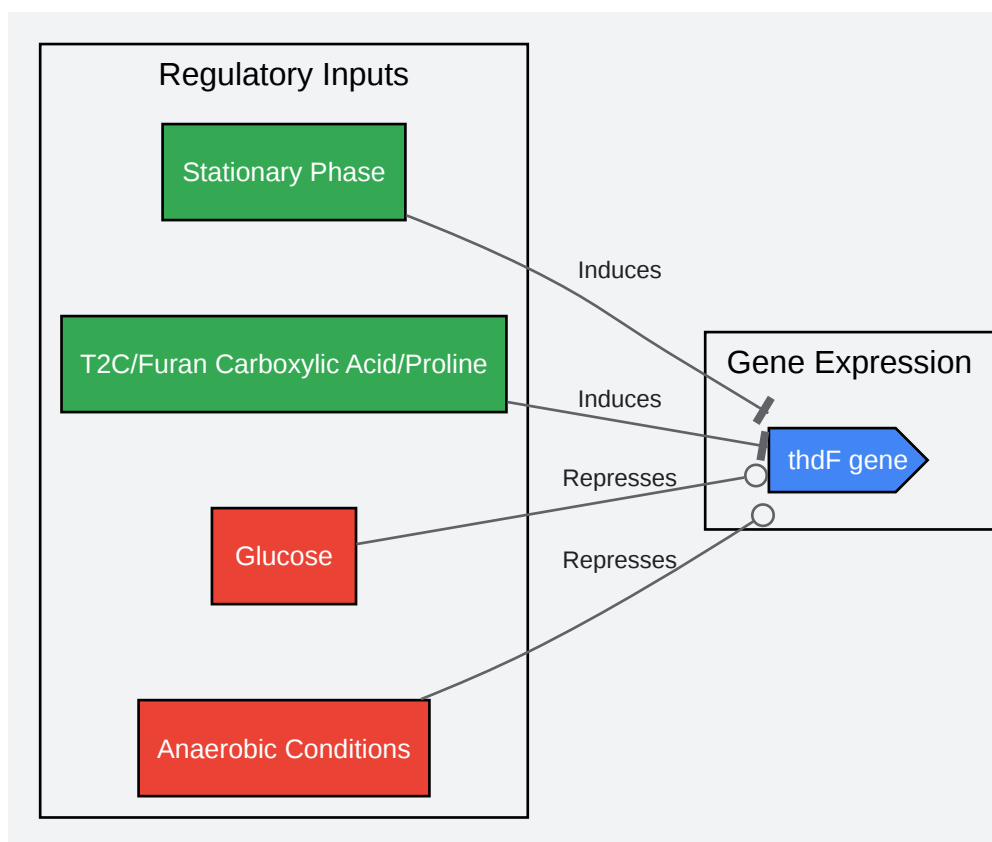 Regulatory Inputs
Stationary Phase
Induces
T2C/Furan Carboxylic Acid/Proline
Induces
Gene Expression
thdF gene
Represses
Glucose
Represses
Anaerobic Conditions